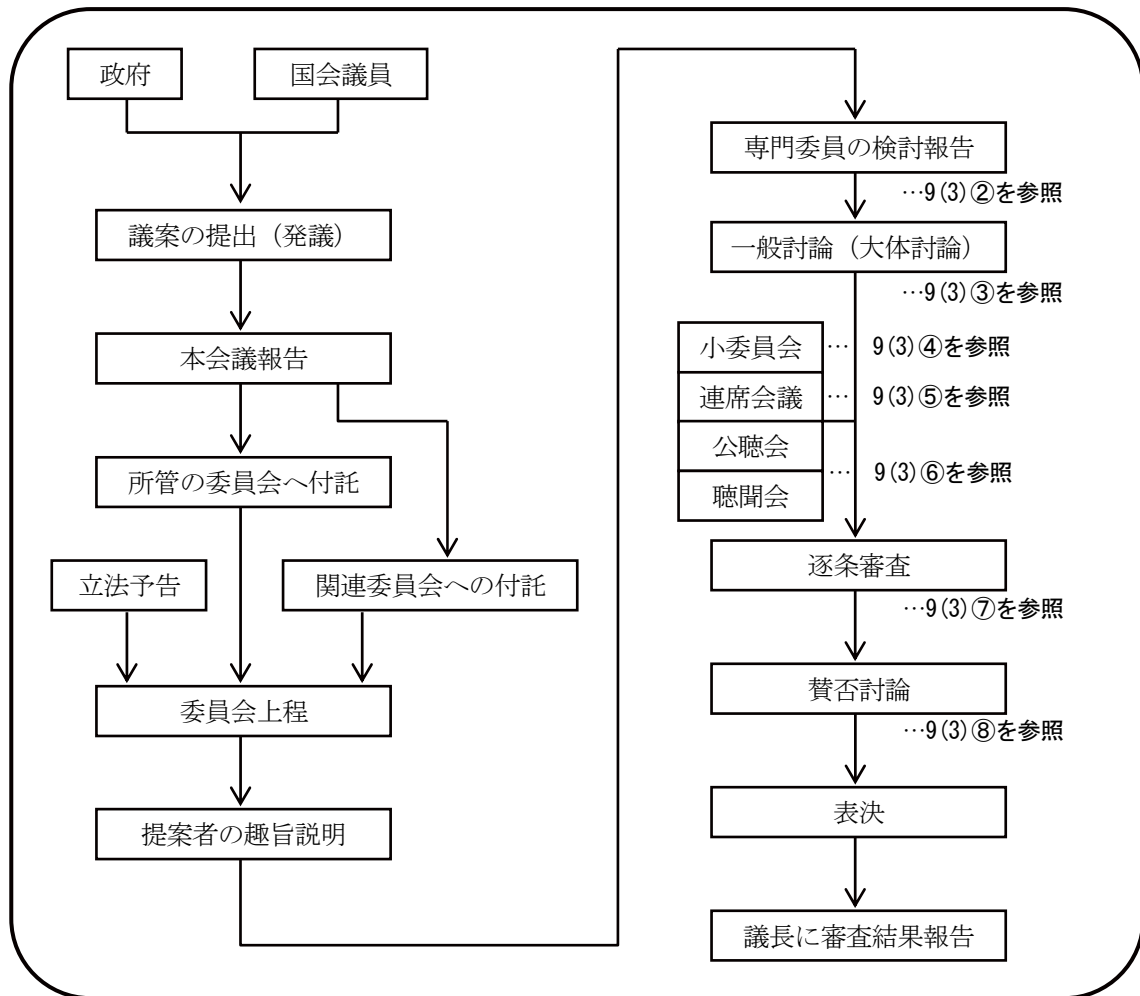 政府
国会議員
議案の提出（発議）
本会議報告
所管の委員会へ付託
立法予告
関連委員会への付託
委員会上程
提案者の趣旨説明
専門委員の検討報告
…9(3)②を参照
一般討論（大体討論）
…9(3)③を参照
小委員会 … 9(3)④を参照
連席会議 … 9(3)⑤を参照
公聴会
… 9(3)⑥を参照
聴聞会
逐条審査
…9(3)⑦を参照
賛否討論
…9(3)⑧を参照
表決
議長に審査結果報告